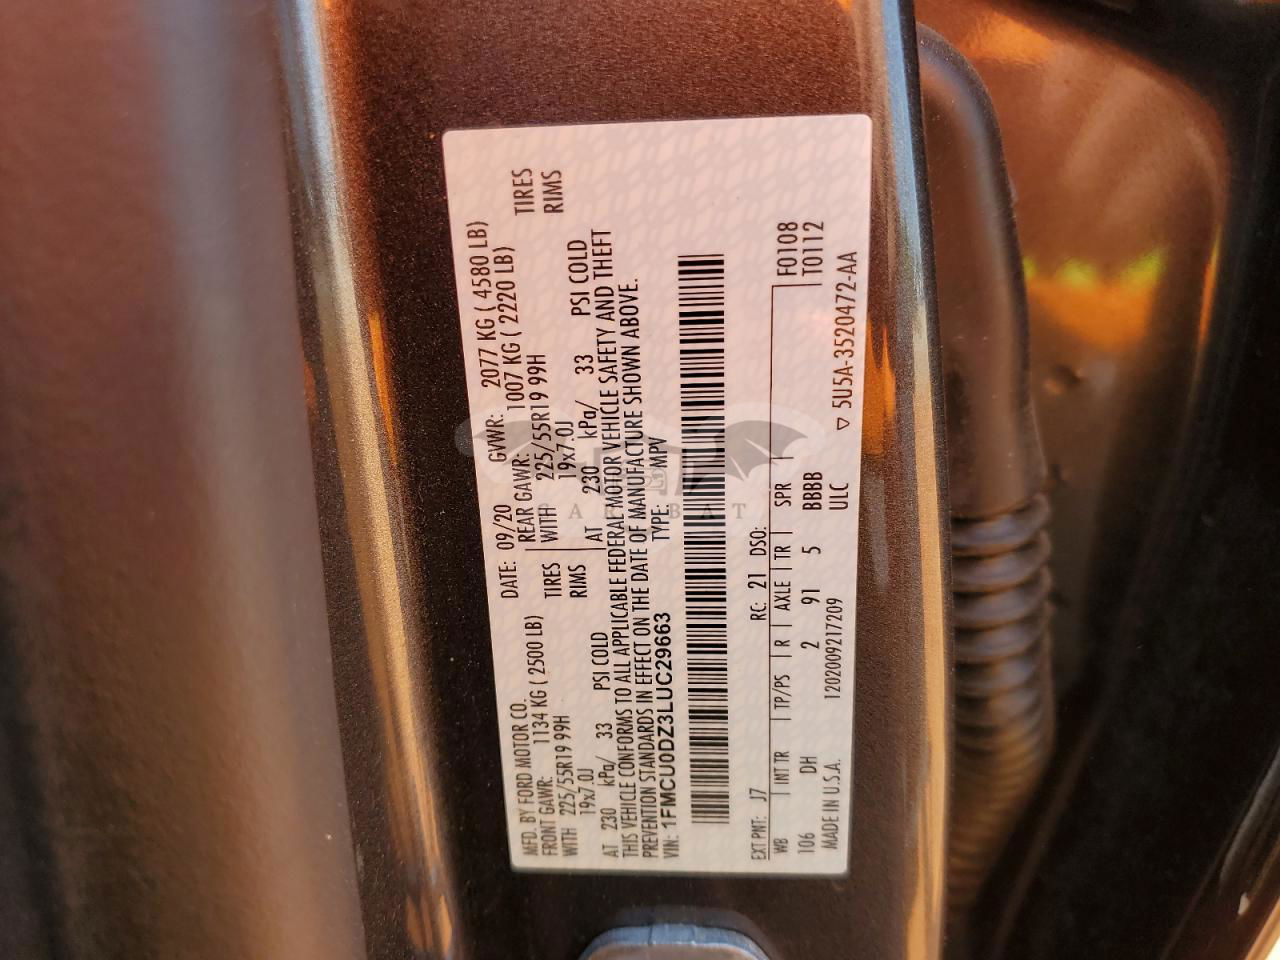 MFD. BY FORD MOTOR CO. DATE: 09/20 GVWR: 2077 KG ( 4580 LB)
FRONT GAWR: 1134 KG ( 2500 LB) REAR GAWR: 1007 KG ( 2220 LB)
WITH 225/55R19 99H TIRES WITH 225/55R19 99H TIRES
19x7.0J RIMS 19x7.0J RIMS
AT 230 kPa/ 33 PSI COLD AT 230 kPa/ 33 PSI COLD
THIS VEHICLE CONFORMS TO ALL APPLICABLE FEDERAL MOTOR VEHICLE SAFETY AND THEFT
PREVENTION STANDARDS IN EFFECT ON THE DATE OF MANUFACTURE SHOWN ABOVE.
VIN: 1FMCU0DZ3LUC29663 TYPE: MPV
EXT PNT: J7 RC: 21 DSO: F0108
WB INT TR TP/PS R AXLE TR SPR T0112
106 DH 2 91 5 BBBB
MADE IN U.S.A. 1202009217209 ULC ▽ 5U5A-3520472-AA